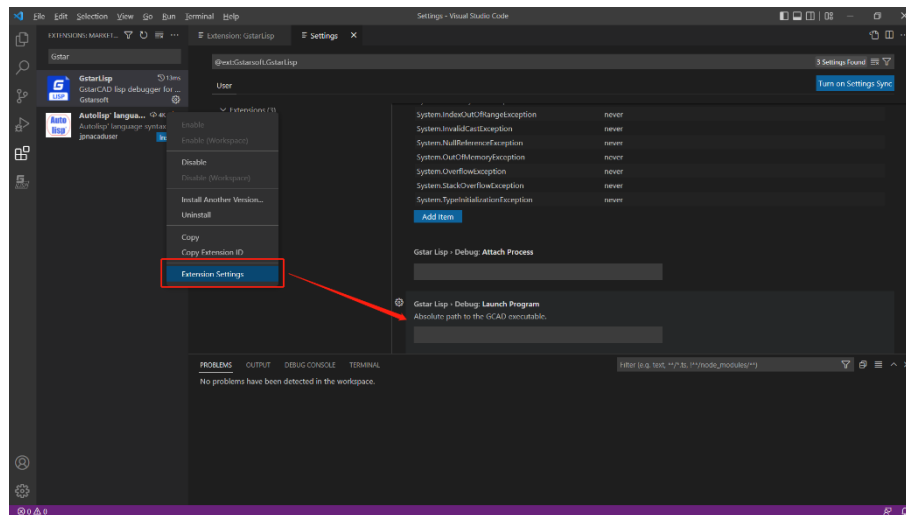 File Edit Selection View Go Run Terminal Help
Settings - Visual Studio Code
EXTENSIONS: MARKET...
Extension: GstarLisp
Settings
Gstar
@ext:Gstarsoft.GstarLisp
3 Settings Found
User
Turn on Settings Sync
GstarLisp 13ms
GstarCAD lisp debugger for ...
Gstarsoft
G
LISP
Extensions (3)
Auto
lisp
Autolisp' langua...
Autolisp' language syntax
jpnacaduser
Enable
Enable (Workspace)
Disable
Disable (Workspace)
Install Another Version...
Uninstall
Copy
Copy Extension ID
Extension Settings
System.IndexOutOfRangeException never
System.InvalidCastException never
System.NullReferenceException never
System.OutOfMemoryException never
System.OverflowException never
System.StackOverflowException never
System.TypeInitializationException never
Add Item
Gstar Lisp › Debug: Attach Process
Gstar Lisp › Debug: Launch Program
Absolute path to the GCAD executable.
PROBLEMS OUTPUT DEBUG CONSOLE TERMINAL
Filter (e.g. text, **/*.ts, !**/node_modules/**)
No problems have been detected in the workspace.
0 0